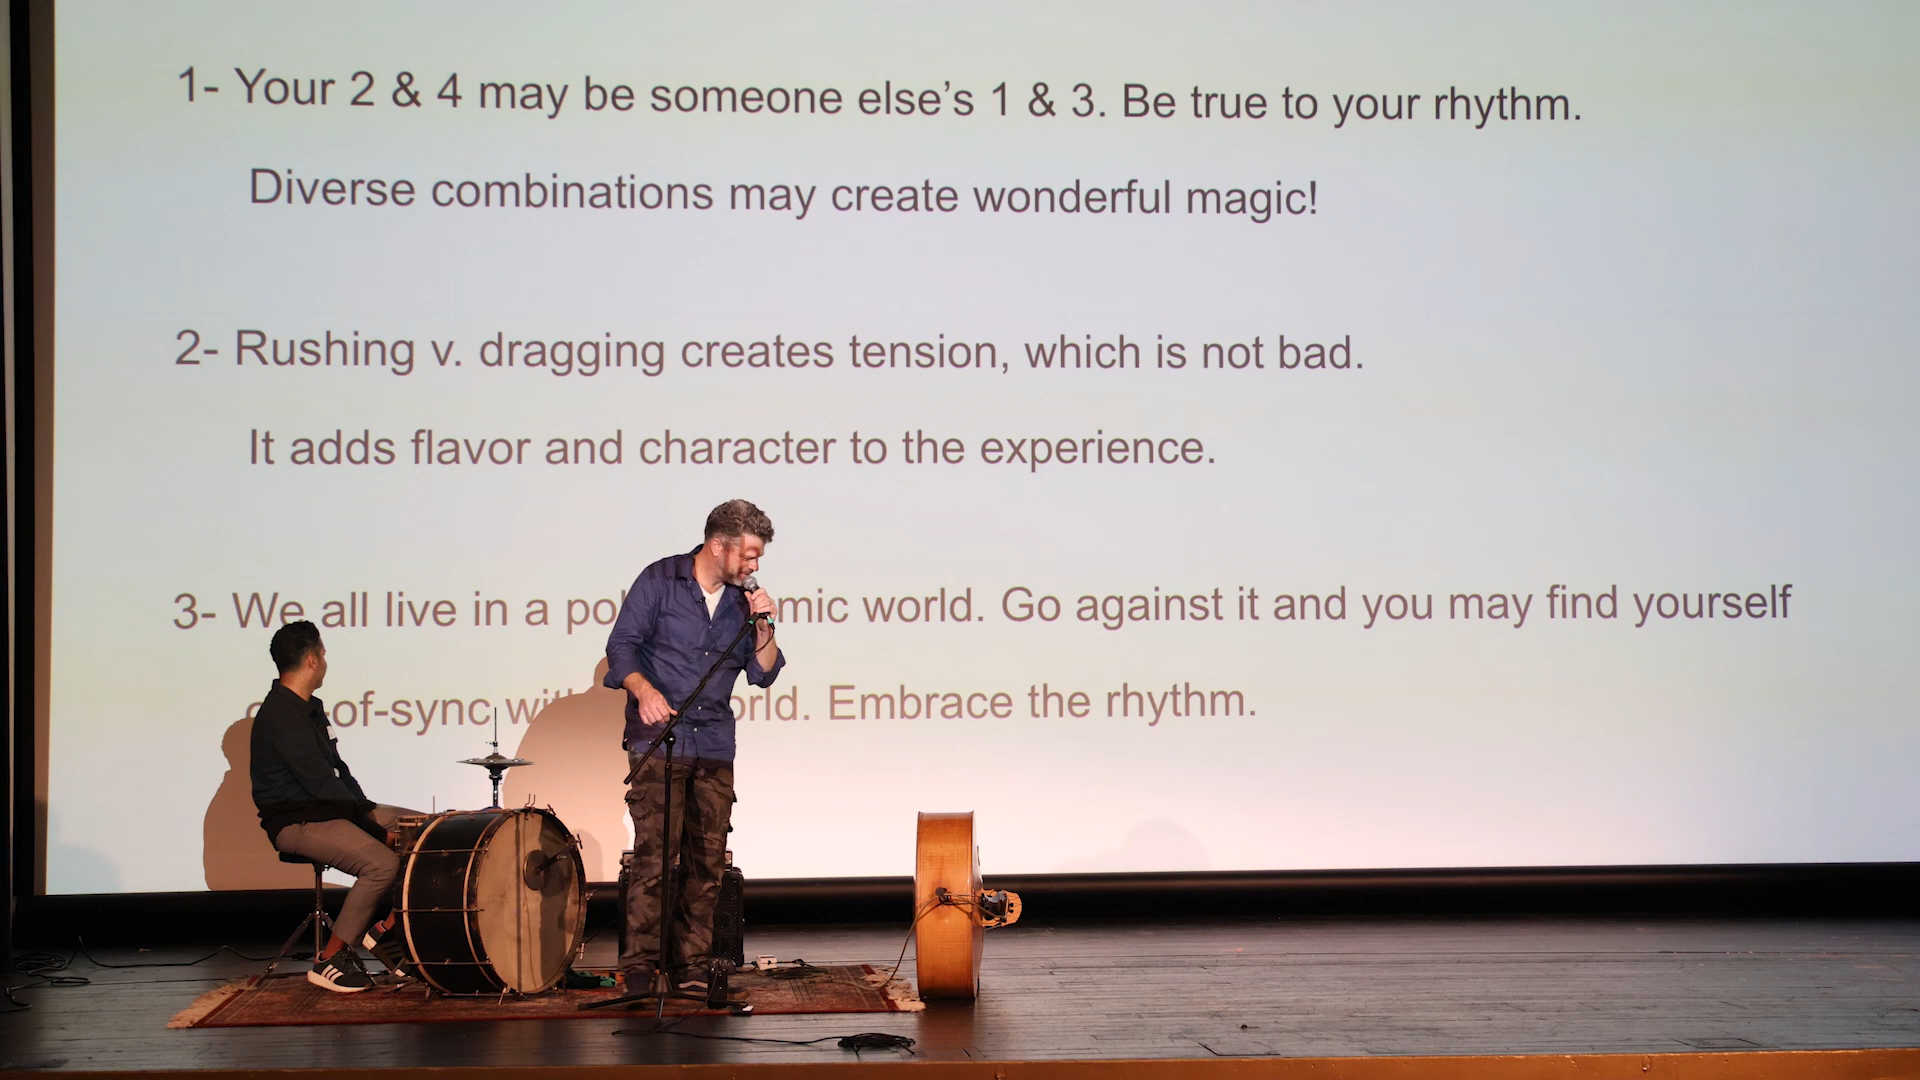 1- Your 2 & 4 may be someone else’s 1 & 3. Be true to your rhythm.
Diverse combinations may create wonderful magic!
2- Rushing v. dragging creates tension, which is not bad.
It adds flavor and character to the experience.
3- We all live in a world. Go against it and you may find yourself
-of-sync world. Embrace the rhythm.